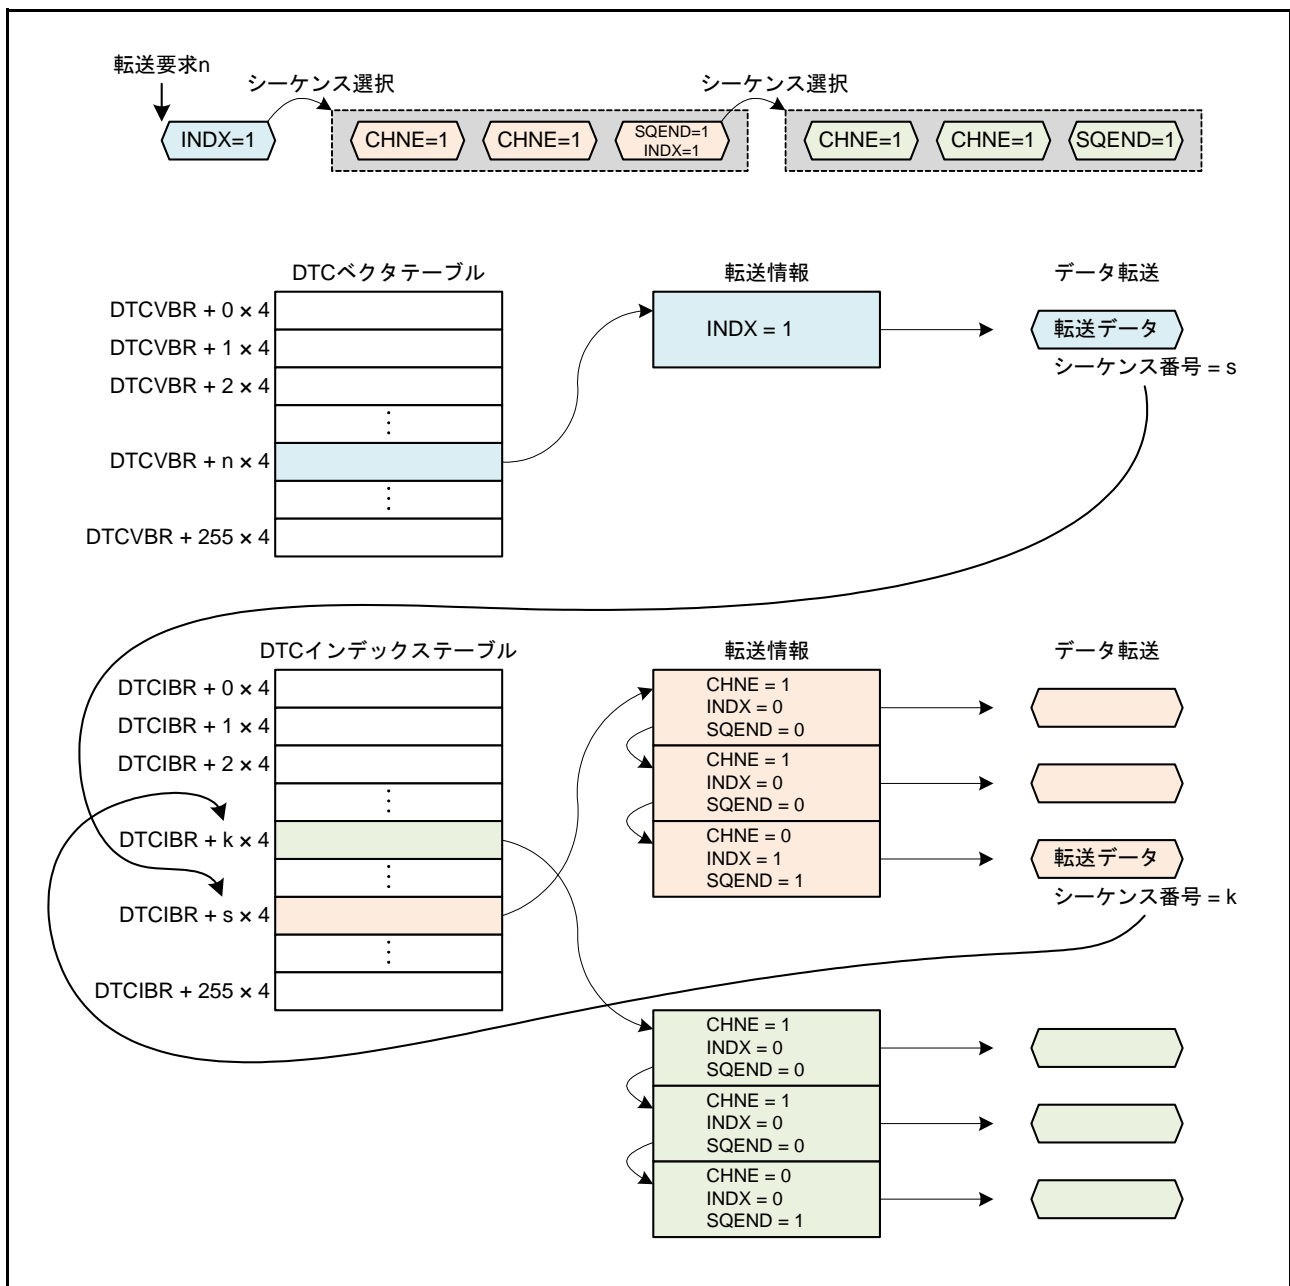 転送要求n
シーケンス選択
シーケンス選択
INDX=1
CHNE=1
CHNE=1
SQEND=1
INDX=1
CHNE=1
CHNE=1
SQEND=1
DTCベクタテーブル
転送情報
データ転送
DTCVBR + 0 × 4
DTCVBR + 1 × 4
DTCVBR + 2 × 4
⋮
DTCVBR + n × 4
⋮
DTCVBR + 255 × 4
INDX = 1
転送データ
シーケンス番号 = s
DTCインデックステーブル
転送情報
データ転送
DTCIBR + 0 × 4
DTCIBR + 1 × 4
DTCIBR + 2 × 4
⋮
DTCIBR + k × 4
⋮
DTCIBR + s × 4
⋮
DTCIBR + 255 × 4
CHNE = 1
INDX = 0
SQEND = 0
CHNE = 1
INDX = 0
SQEND = 0
CHNE = 0
INDX = 1
SQEND = 1
転送データ
シーケンス番号 = k
CHNE = 1
INDX = 0
SQEND = 0
CHNE = 1
INDX = 0
SQEND = 0
CHNE = 0
INDX = 0
SQEND = 1